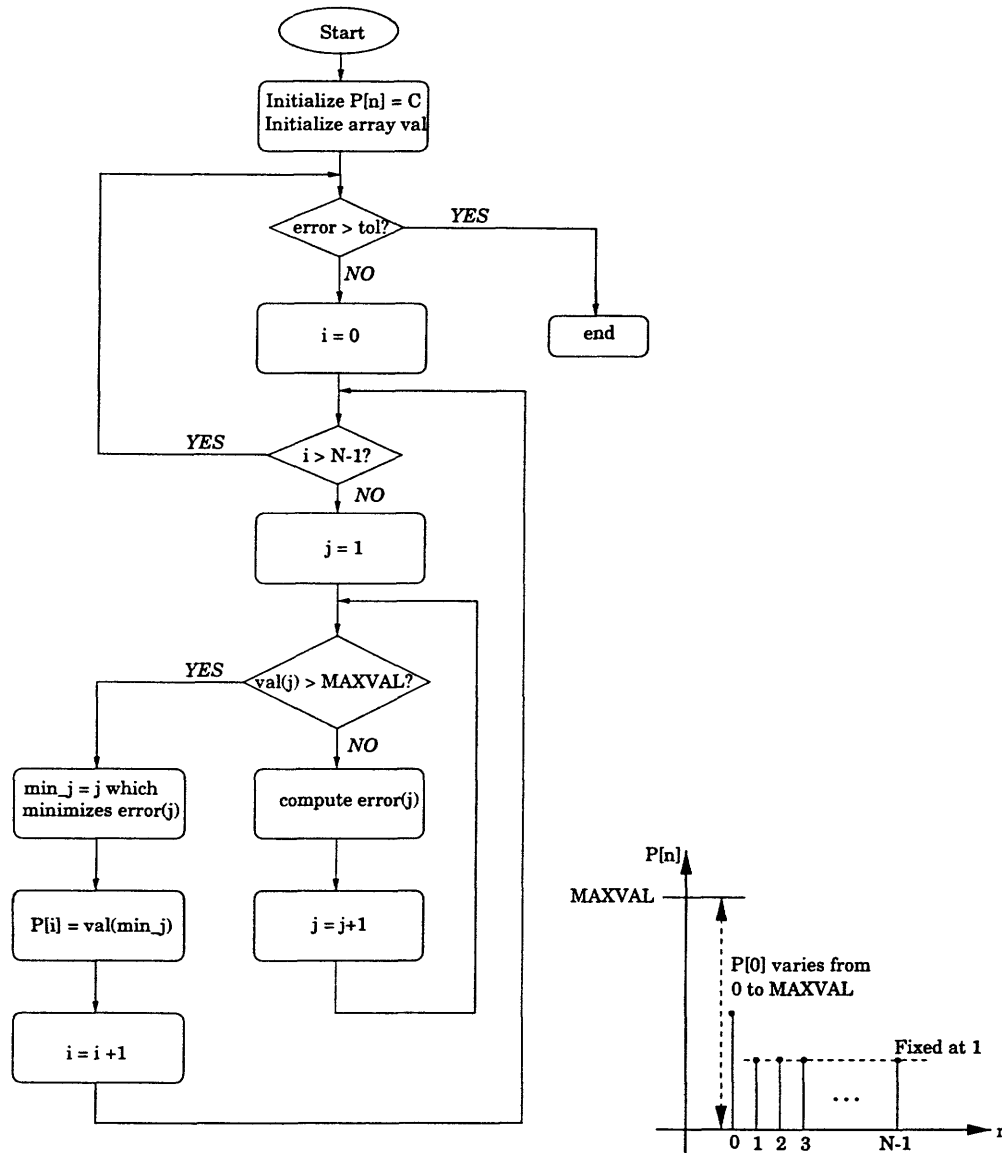 Start
Initialize P[n] = C
Initialize array val
error > tol?
YES
NO
i = 0
end
i > N-1?
YES
NO
j = 1
val(j) > MAXVAL?
YES
NO
min_j = j which
minimizes error(j)
compute error(j)
P[i] = val(min_j)
j = j+1
i = i +1
P[n]
MAXVAL
P[0] varies from
0 to MAXVAL
Fixed at 1
...
0 1 2 3 N-1